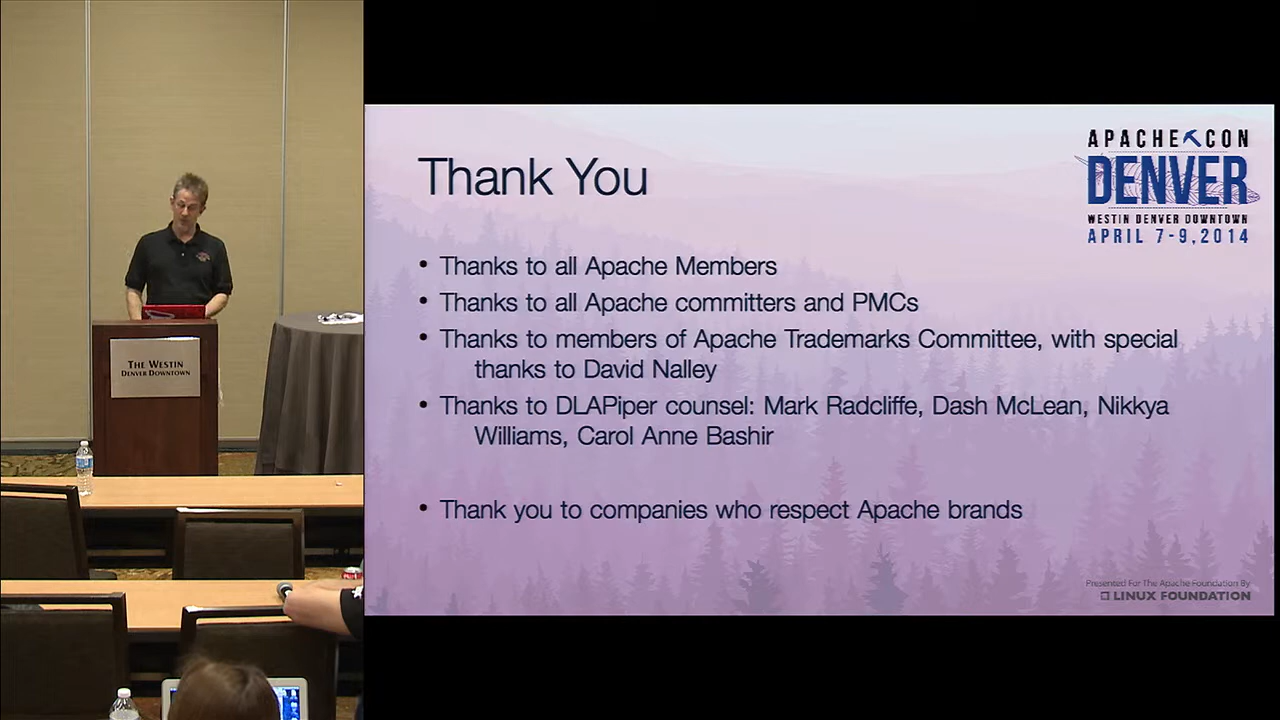 THE WESTIN
DENVER DOWNTOWN
Thank You
APACHE CON
DENVER
WESTIN DENVER DOWNTOWN
APRIL 7-9, 2014
• Thanks to all Apache Members
• Thanks to all Apache committers and PMCs
• Thanks to members of Apache Trademarks Committee, with special
thanks to David Nalley
• Thanks to DLAPiper counsel: Mark Radcliffe, Dash McLean, Nikkya
Williams, Carol Anne Bashir
• Thank you to companies who respect Apache brands
Presented For The Apache Foundation By
LINUX FOUNDATION